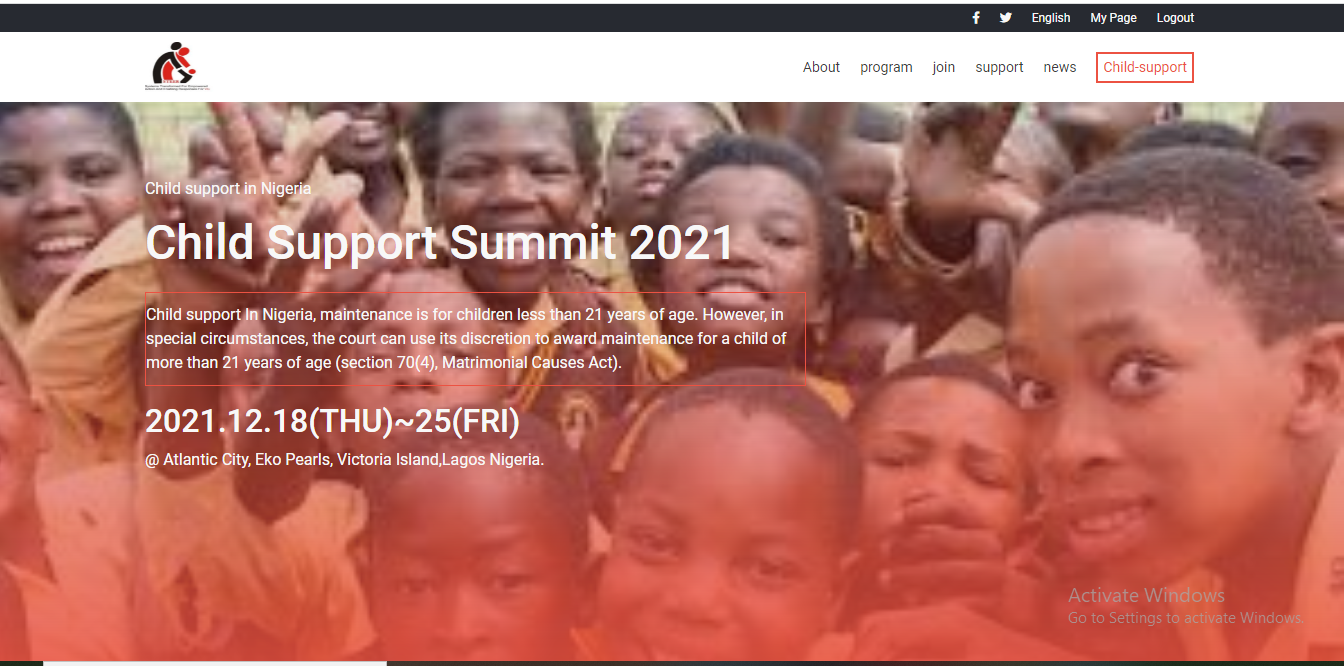 English
My Page
Logout
About
program
join
support
news
Child-support
Child support in Nigeria
Child Support Summit 2021
Child support In Nigeria, maintenance is for children less than 21 years of age. However, in
special circumstances, the court can use its discretion to award maintenance for a child of
more than 21 years of age (section 70(4), Matrimonial Causes Act).
2021.12.18(THU)~25(FRI)
@ Atlantic City, Eko Pearls, Victoria Island,Lagos Nigeria.
Activate Windows
Go to Settings to activate Windows.